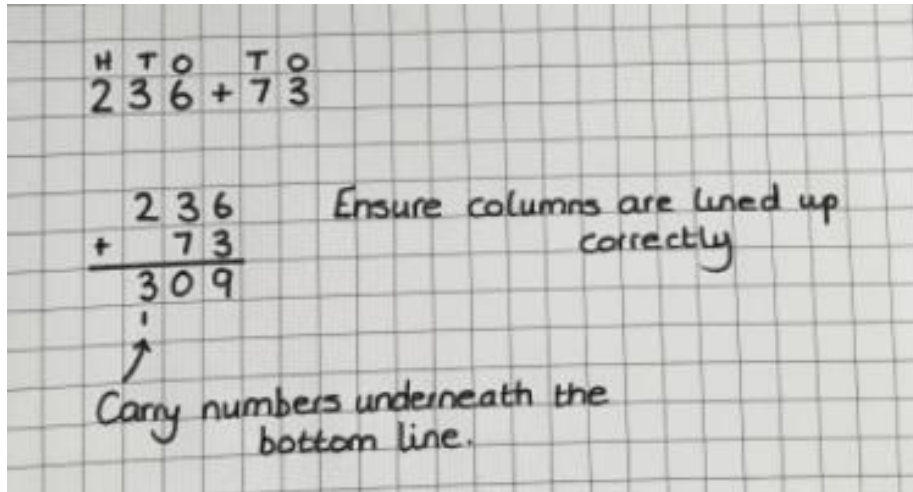 H T O T O
236 + 73
236
+ 73
309
1
Ensure columns are lined up
correctly
Carry numbers underneath the
bottom line.